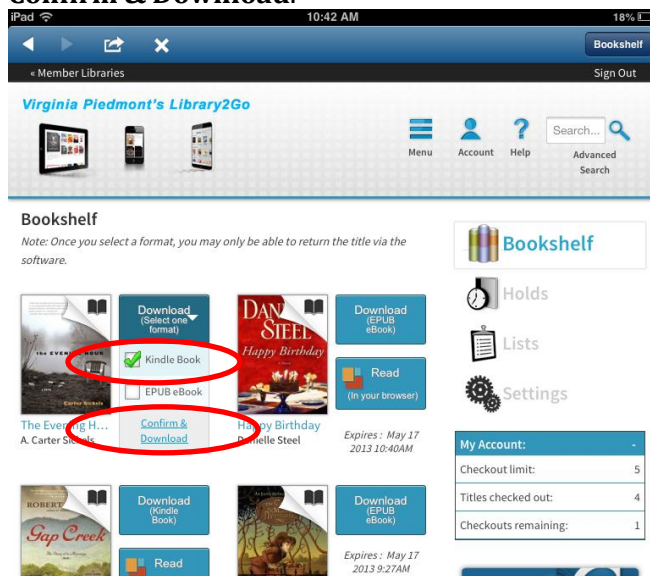 Confirm & Download.
iPad 10:42 AM 18%
Bookshelf
« Member Libraries Sign Out
Virginia Piedmont's Library2Go
Menu Account Help Search...
Advanced
Search
Bookshelf
Note: Once you select a format, you may only be able to return the title via the
software.
Download
(Select one
format)
Kindle Book
EPUB eBook
Confirm &
Download
THE EVENING HOUR
Carter Sickels
The Evening H...
A. Carter Sickels
DANIELLE
STEEL
Happy Birthday
Download
(EPUB
eBook)
Read
(In your browser)
Happy Birthday
Danielle Steel
Expires : May 17
2013 10:40AM
ROBERT
Gap Creek
Download
(Kindle
Book)
Read
Download
(EPUB
eBook)
Expires : May 17
2013 9:27AM
Bookshelf
Holds
Lists
Settings
My Account: -
Checkout limit: 5
Titles checked out: 4
Checkouts remaining: 1